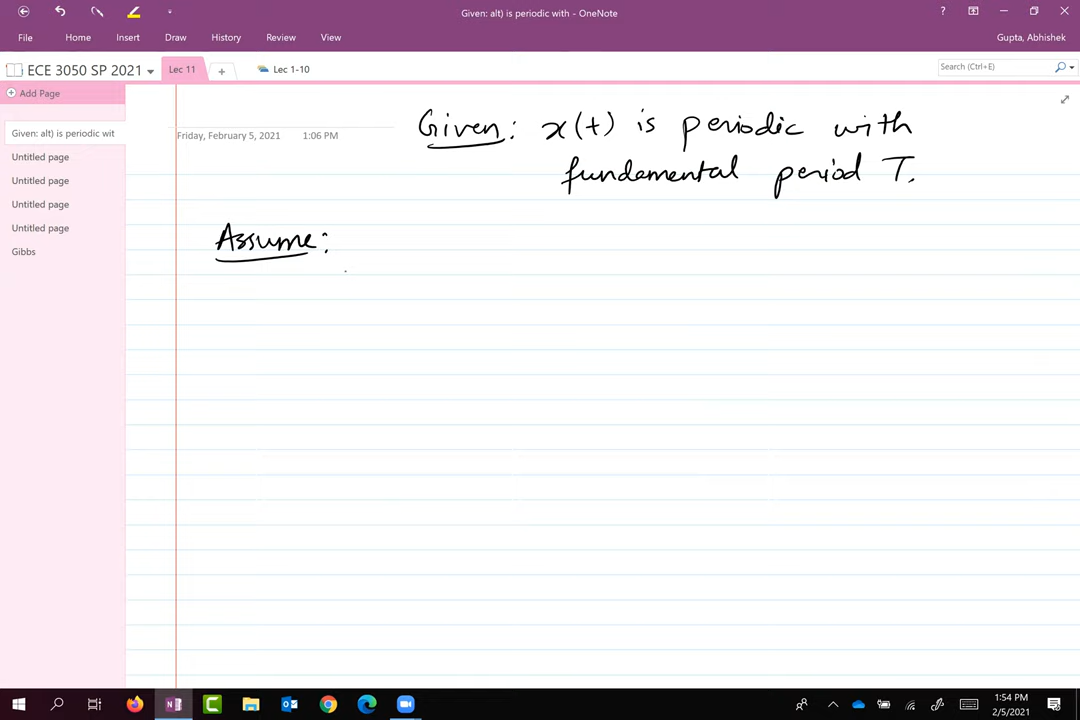 Given: alt) is periodic with - OneNote
File Home Insert Draw History Review View
Gupta, Abhishek
ECE 3050 SP 2021
Lec 11
Lec 1-10
Search (Ctrl+E)
Add Page
Given: alt) is periodic wit
Untitled page
Untitled page
Untitled page
Untitled page
Gibbs
Friday, February 5, 2021 1:06 PM
Given: x(t) is periodic with
fundamental period T.
Assume:
1:54 PM
2/5/2021